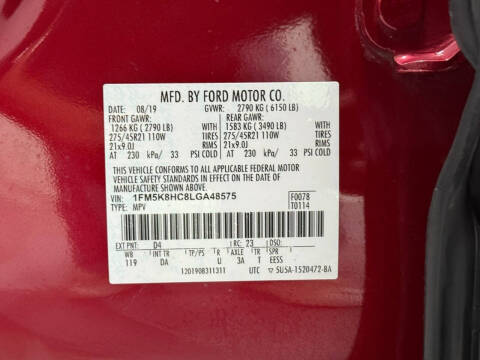 MFD. BY FORD MOTOR CO.
DATE: 08/19 GVWR: 2790 KG ( 6150 LB)
FRONT GAWR: REAR GAWR:
1266 KG ( 2790 LB) WITH 1583 KG ( 3490 LB) WITH
275/45R21 110W TIRES 275/45R21 110W TIRES
21x9.0J RIMS 21x9.0J RIMS
AT 230 kPa/ 33 PSI COLD AT 230 kPa/ 33 PSI COLD
THIS VEHICLE CONFORMS TO ALL APPLICABLE FEDERAL MOTOR
VEHICLE SAFETY AND BUMPER STANDARDS IN EFFECT ON THE DATE OF
MANUFACTURE SHOWN ABOVE.
VIN: 1FM5K8HC8LGA48575 F0078
TYPE: MPV T0114
EXT PNT: D4 RC: 23 DSO:
WB INT TR TP/PS R AXLE TR SPR
119 DA U 3A T EESS
1201908311311 UTC ▽ 5U5A-1520472-BA